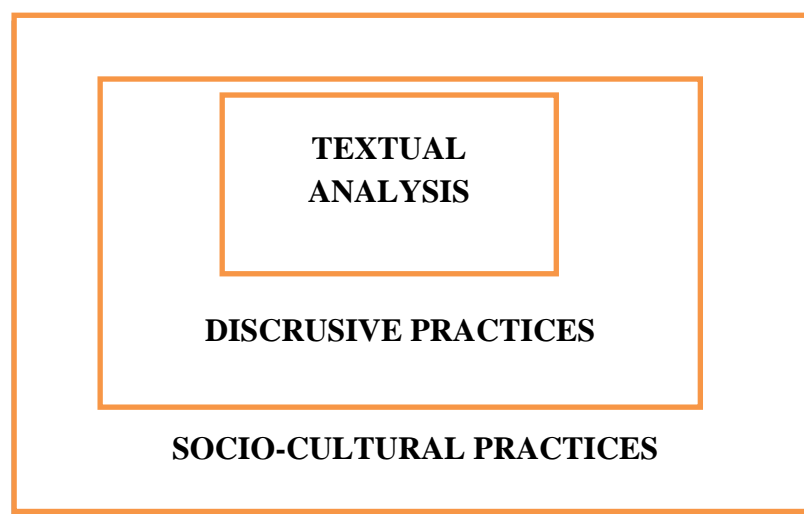 TEXTUAL
ANALYSIS
DISCRUSIVE PRACTICES
SOCIO-CULTURAL PRACTICES